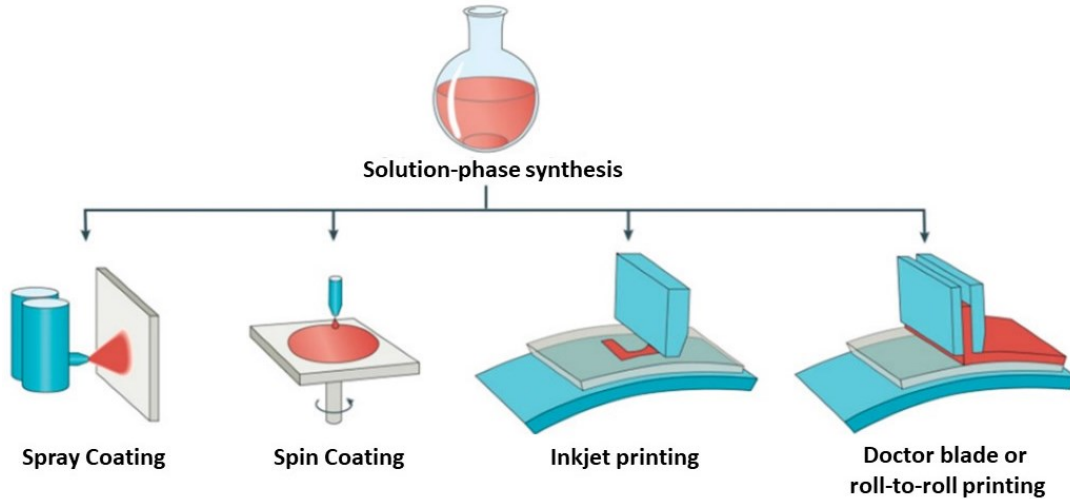 Solution-phase synthesis
Spray Coating
Spin Coating
Inkjet printing
Doctor blade or
roll-to-roll printing